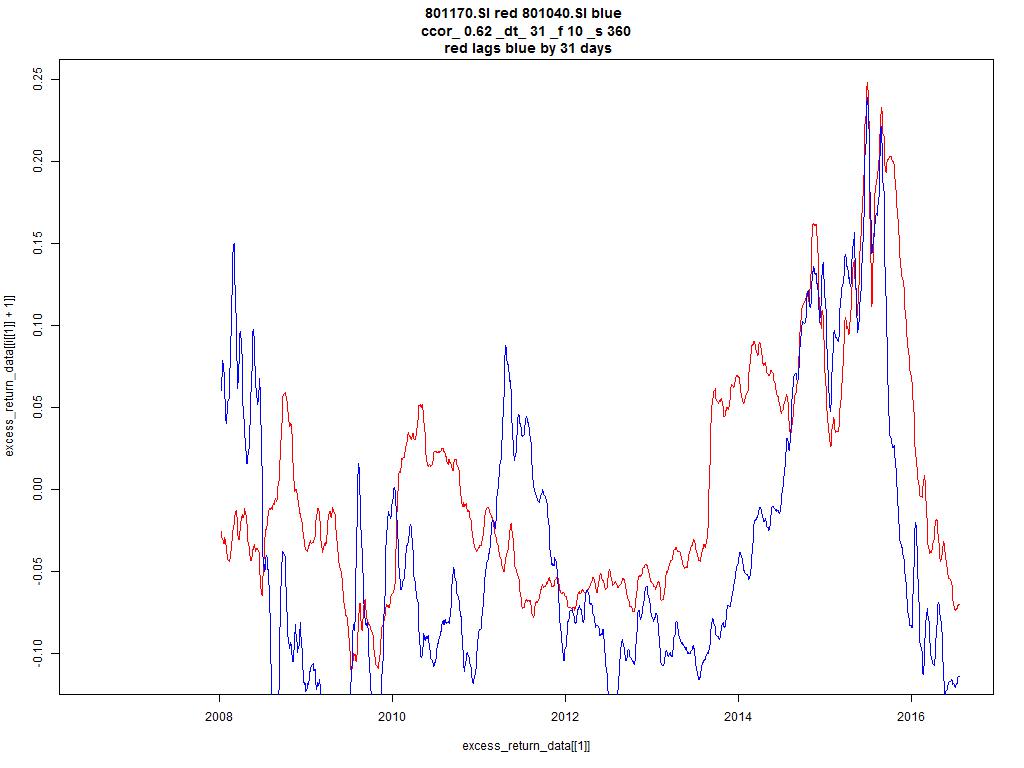 801170.SI red 801040.SI blue
ccor_ 0.62 _dt_ 31 _f 10 _s 360
red lags blue by 31 days
excess_return_data[[i[[1]] + 1]]
0.25
0.20
0.15
0.10
0.05
0.00
-0.05
-0.10
2008 2010 2012 2014 2016
excess_return_data[[1]]